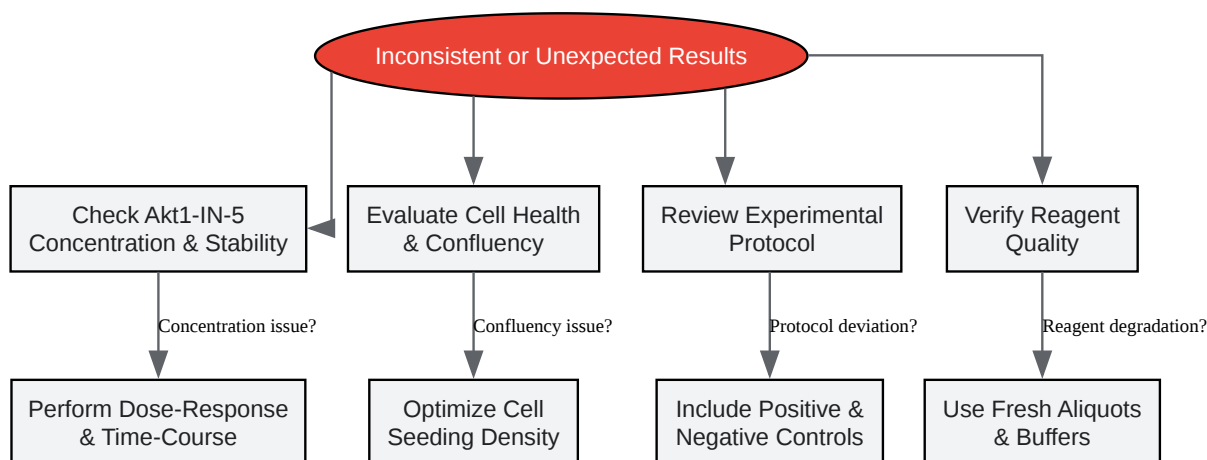 Inconsistent or Unexpected Results
Check Akt1-IN-5
Concentration & Stability
Evaluate Cell Health
& Confluency
Review Experimental
Protocol
Verify Reagent
Quality
Concentration issue?
Confluency issue?
Protocol deviation?
Reagent degradation?
Perform Dose-Response
& Time-Course
Optimize Cell
Seeding Density
Include Positive &
Negative Controls
Use Fresh Aliquots
& Buffers